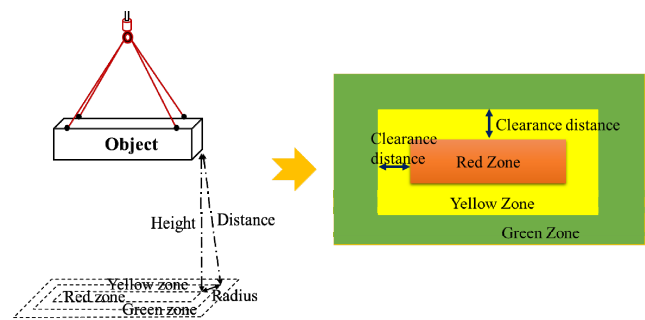 Object
Height
Distance
Yellow zone
Red zone
Radius
Green zone
Clearance distance
Clearance
distance
Red Zone
Yellow Zone
Green Zone